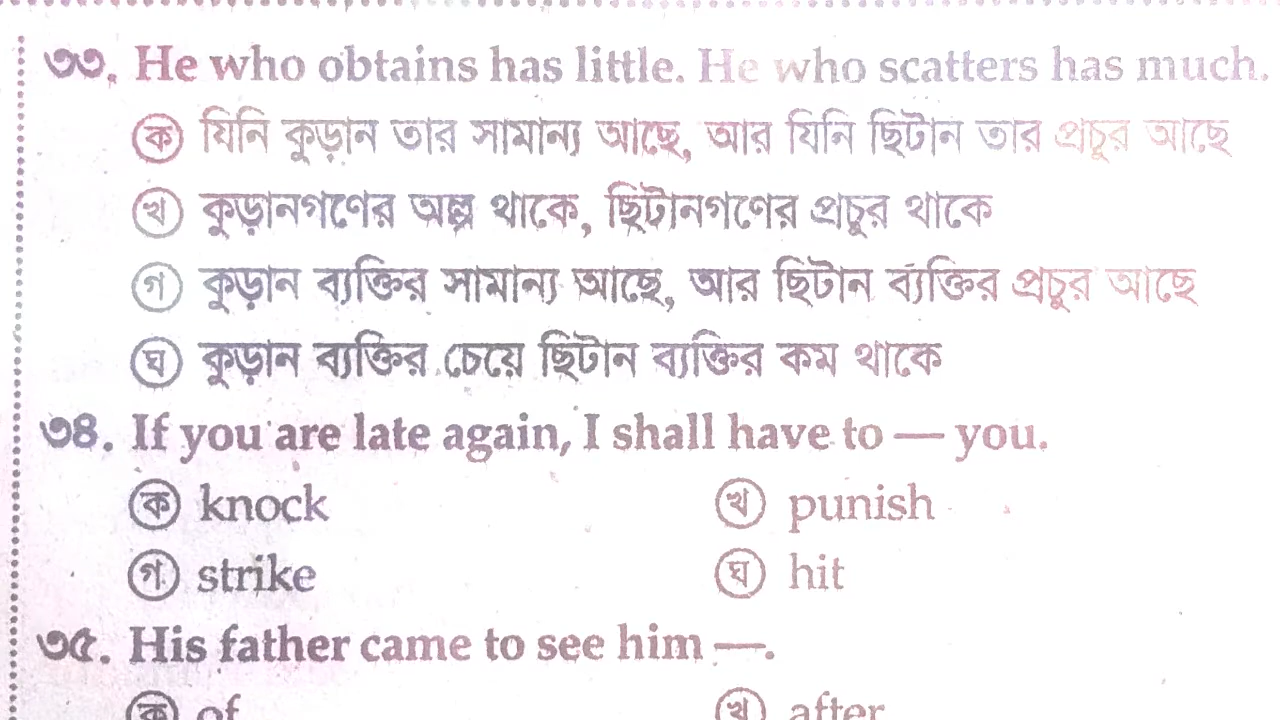 ৩৩. He who obtains has little. He who scatters has much.
ক যিনি কুড়ান তার সামান্য আছে, আর যিনি ছিটান তার প্রচুর আছে
খ কুড়ানগণের অল্প থাকে, ছিটানগণের প্রচুর থাকে
গ কুড়ান ব্যক্তির সামান্য আছে, আর ছিটান ব্যক্তির প্রচুর আছে
ঘ কুড়ান ব্যক্তির চেয়ে ছিটান ব্যক্তির কম থাকে
৩৪. If you are late again, I shall have to — you.
ক knock খ punish
গ strike ঘ hit
৩৫. His father came to see him —.
ক of খ after